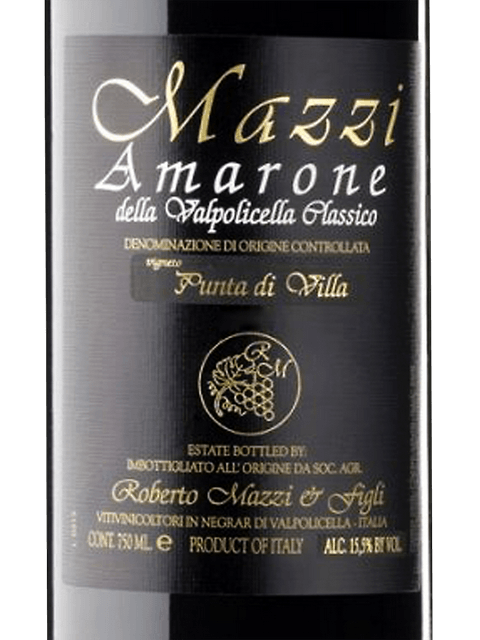 Mazzi
Amarone
della Valpolicella Classico
DENOMINAZIONE DI ORIGINE CONTROLLATA
vigneto
Punta di Villa
R
M
ESTATE BOTTLED BY:
IMBOTTIGLIATO ALL' ORIGINE DA SOC. AGR.
Roberto Mazzi & Figli
VITIVINICOLTORI IN NEGRAR DI VALPOLICELLA - ITALIA
CONT. 750 ML. e PRODUCT OF ITALY ALC. 15,5% BY VOL.